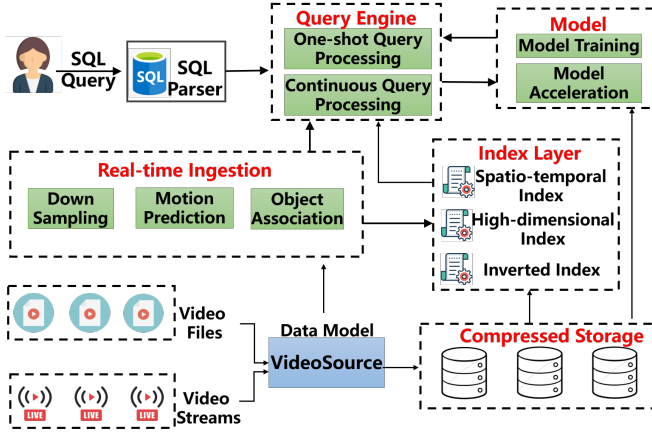 SQL
Query
SQL
SQL
Parser
Query Engine
One-shot Query
Processing
Continuous Query
Processing
Model
Model Training
Model
Acceleration
Real-time Ingestion
Down
Sampling
Motion
Prediction
Object
Association
Index Layer
Spatio-temporal
Index
High-dimensional
Index
Inverted Index
Video
Files
Data Model
VideoSource
Compressed Storage
LIVE
LIVE
LIVE
Video
Streams